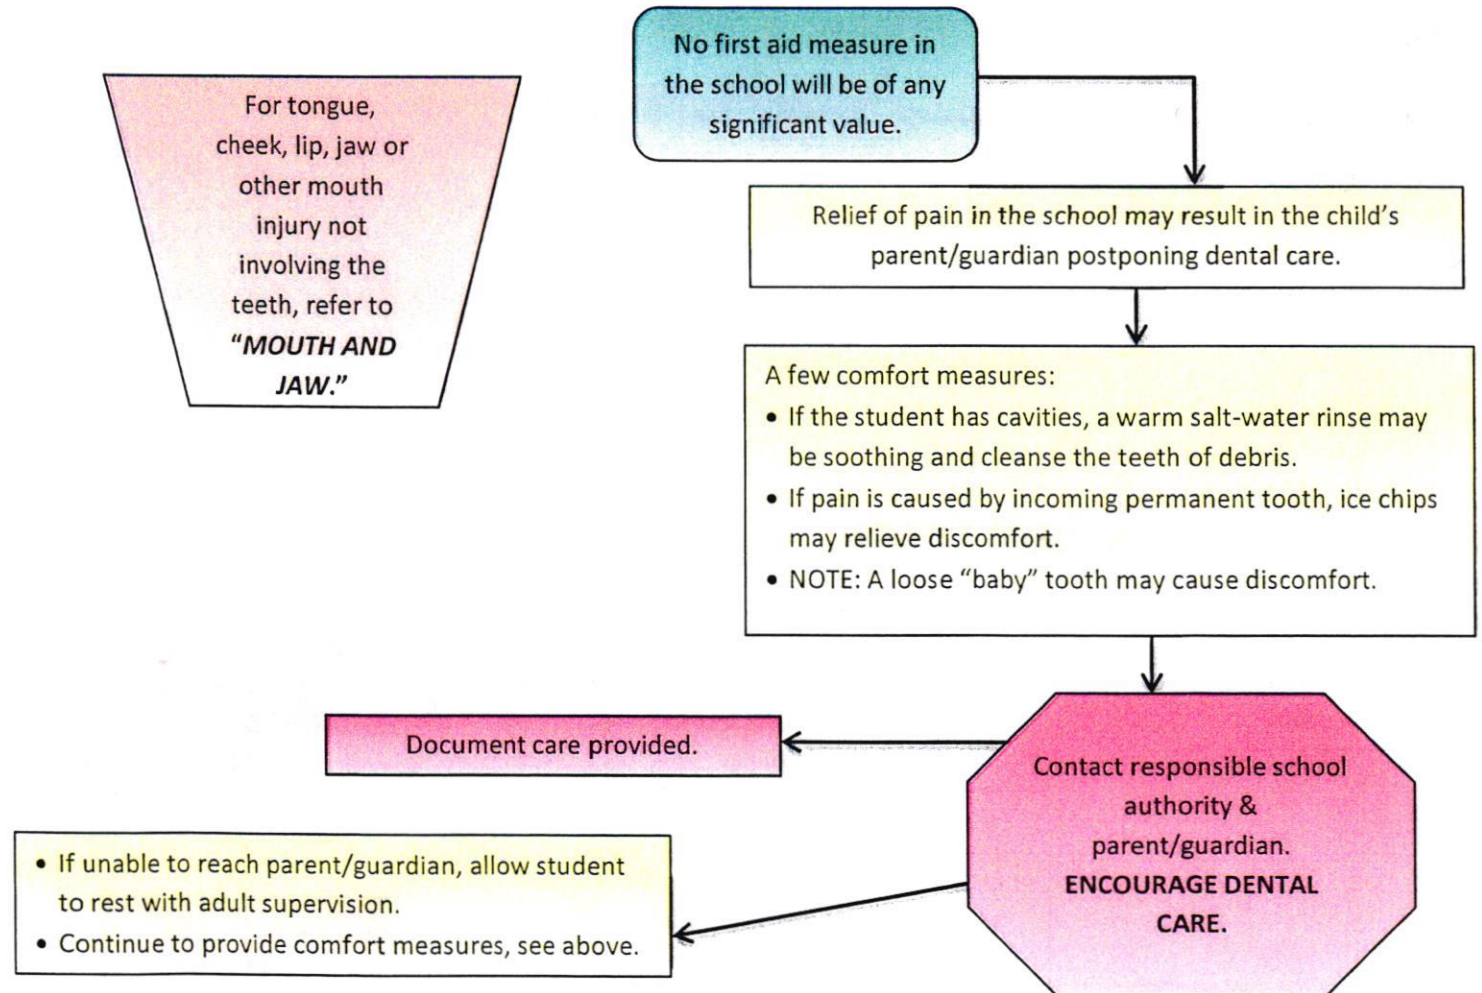 No first aid measure in
the school will be of any
significant value.
For tongue,
cheek, lip, jaw or
other mouth
injury not
involving the
teeth, refer to
“MOUTH AND
JAW.”
Relief of pain in the school may result in the child’s
parent/guardian postponing dental care.
A few comfort measures:
• If the student has cavities, a warm salt-water rinse may
be soothing and cleanse the teeth of debris.
• If pain is caused by incoming permanent tooth, ice chips
may relieve discomfort.
• NOTE: A loose “baby” tooth may cause discomfort.
Contact responsible school
authority &
parent/guardian.
ENCOURAGE DENTAL
CARE.
Document care provided.
• If unable to reach parent/guardian, allow student
to rest with adult supervision.
• Continue to provide comfort measures, see above.